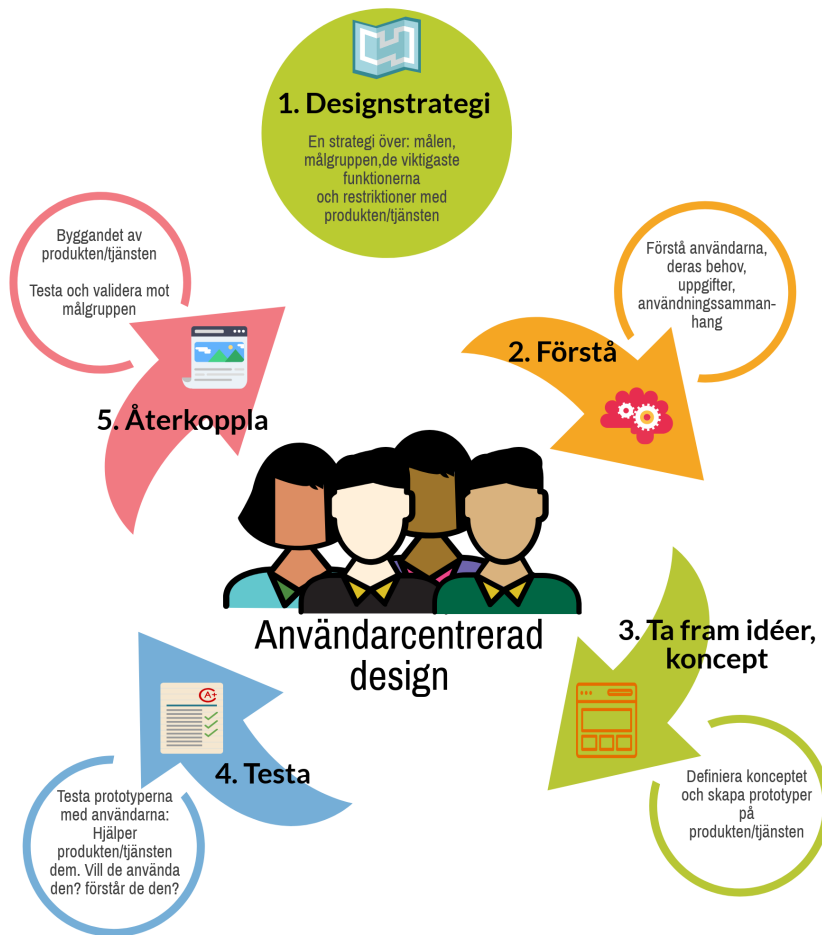 1. Designstrategi
En strategi över: målen,
målgruppen,de viktigaste
funktionerna
och restriktioner med
produkten/tjänsten
Förstå användarna,
deras behov,
uppgifter,
användningssamman-
hang
2. Förstå
3. Ta fram idéer,
koncept
Definiera konceptet
och skapa prototyper
på
produkten/tjänsten
4. Testa
Testa prototyperna
med användarna:
Hjälper
produkten/tjänsten
dem. Vill de använda
den? förstår de den?
A+
Byggandet av
produkten/tjänsten
Testa och validera mot
målgruppen
5. Återkoppla
Användarcentrerad
design